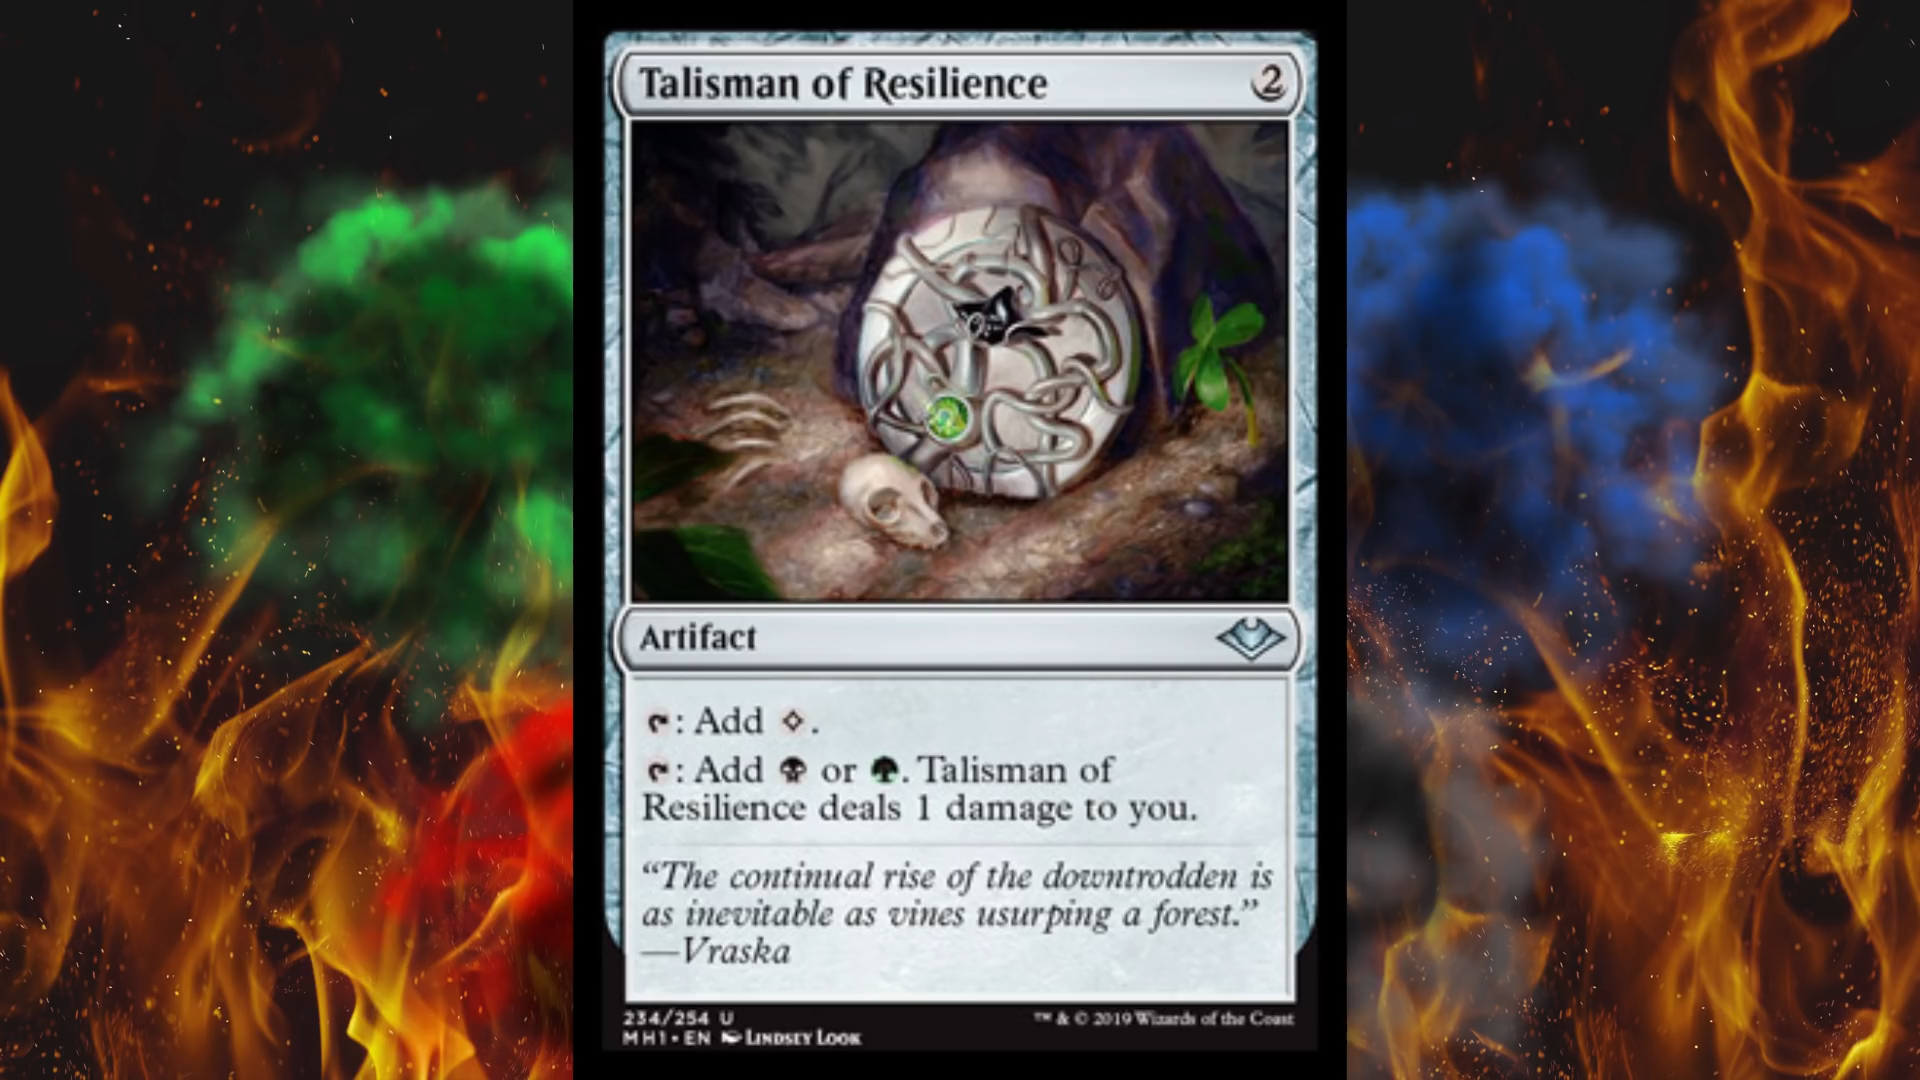 Talisman of Resilience 2
Artifact
: Add .
: Add or . Talisman of
Resilience deals 1 damage to you.
“The continual rise of the downtrodden is
as inevitable as vines usurping a forest.”
—Vraska
234/254 U
MH1 • EN Lindsey Look
™ & © 2019 Wizards of the Coast